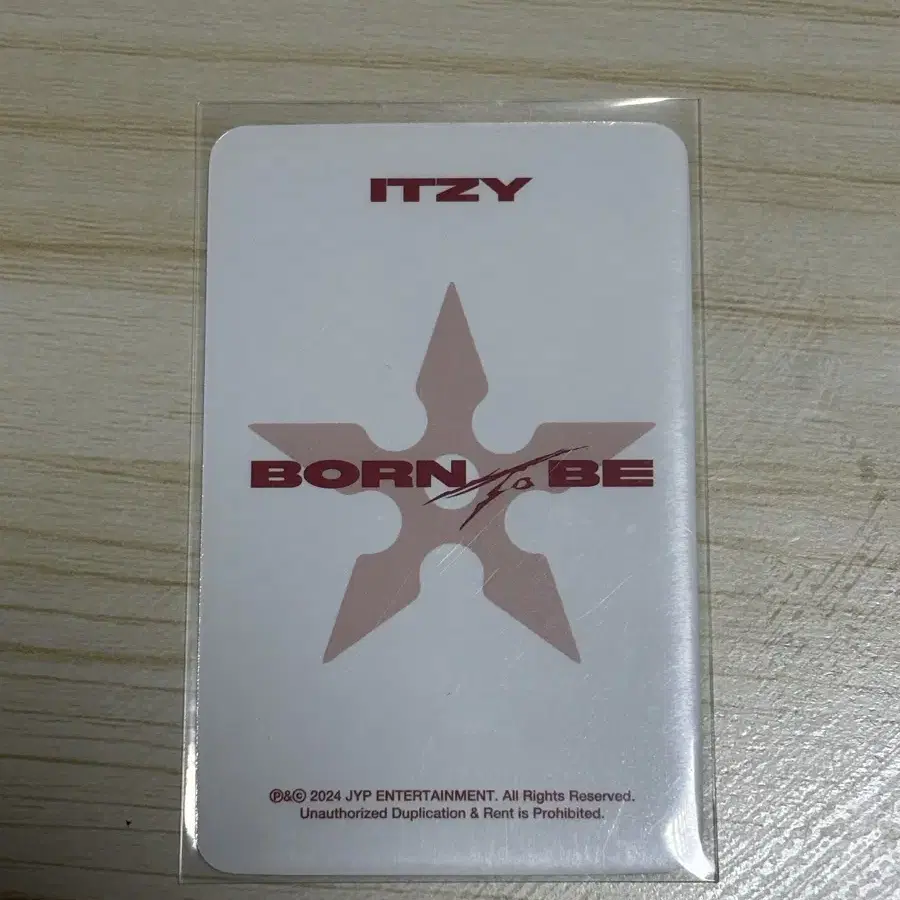 ITZY
BORN To BE
℗&© 2024 JYP ENTERTAINMENT. All Rights Reserved.
Unauthorized Duplication & Rent is Prohibited.